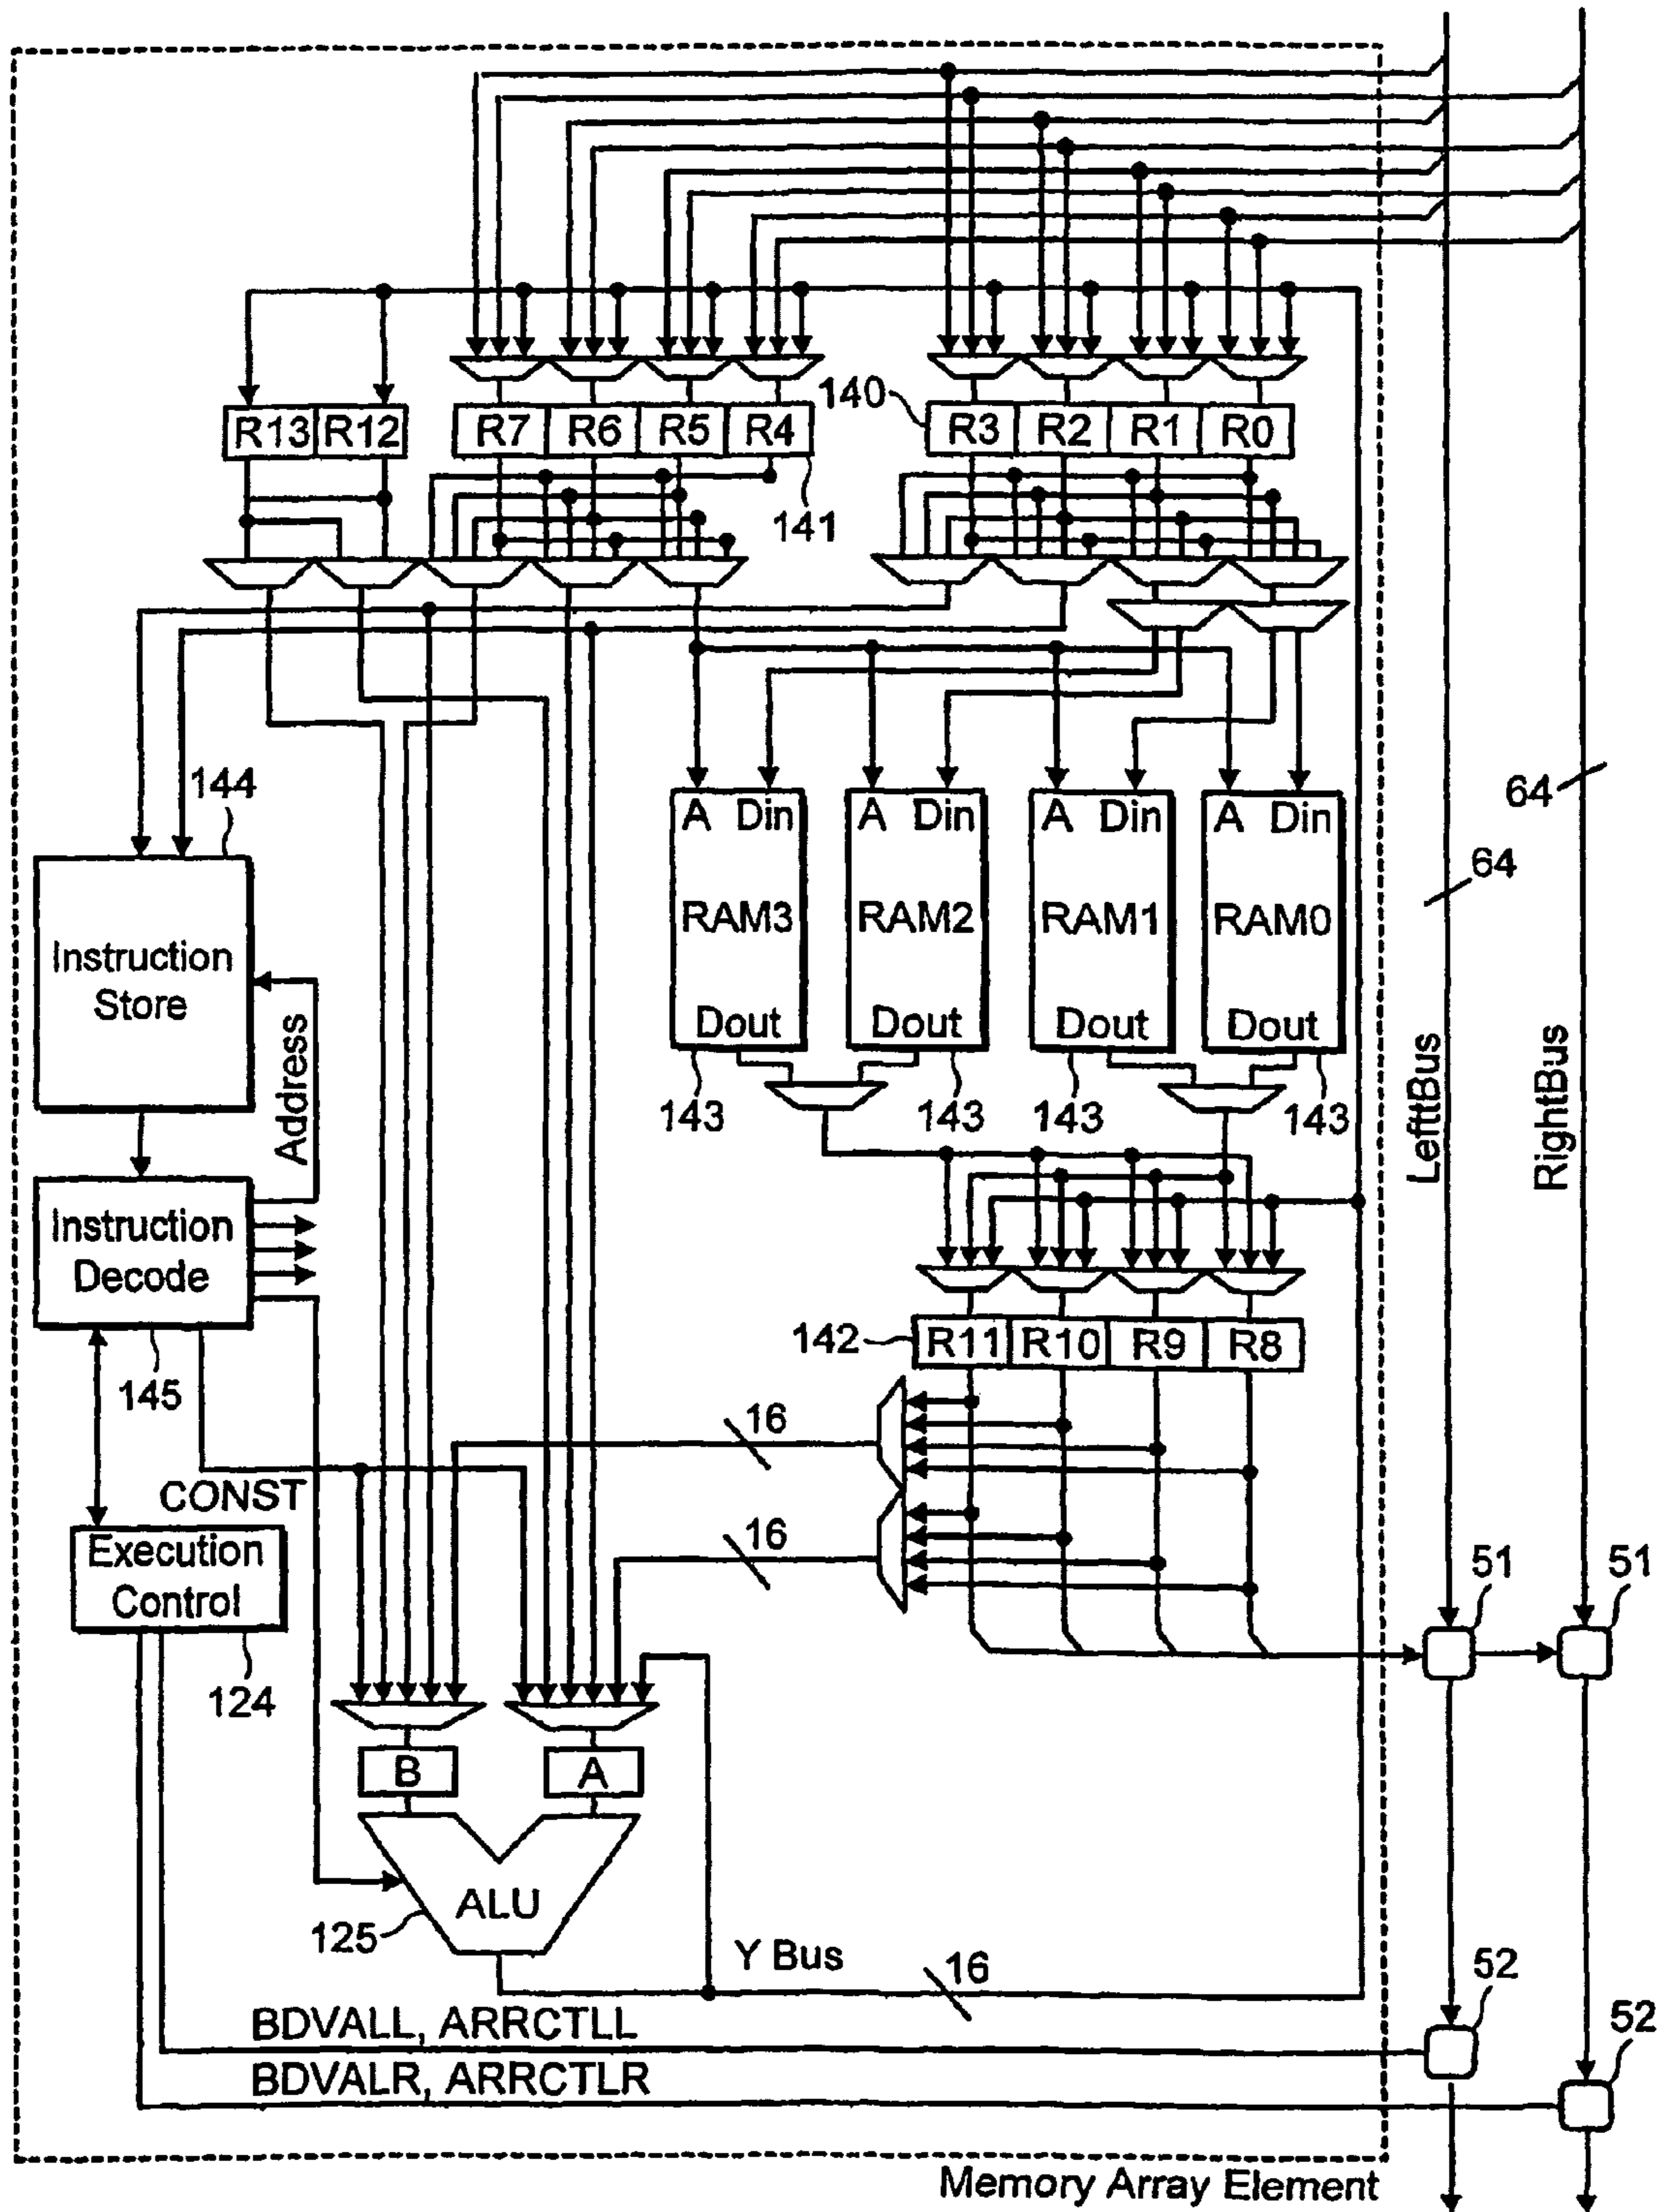 140
R13 R12 R7 R6 R5 R4 R3 R2 R1 R0
141
144
64
64
A Din A Din A Din A Din
RAM3 RAM2 RAM1 RAM0
Dout Dout Dout Dout
143 143 143 143
Instruction
Store
Address
LefttBus
RightBus
Instruction
Decode
145
142
R11 R10 R9 R8
16
CONST
16
Execution
Control
124
51
51
B A
ALU
125
Y Bus
16
52
52
BDVALL, ARRCTLL
BDVALR, ARRCTLR
Memory Array Element